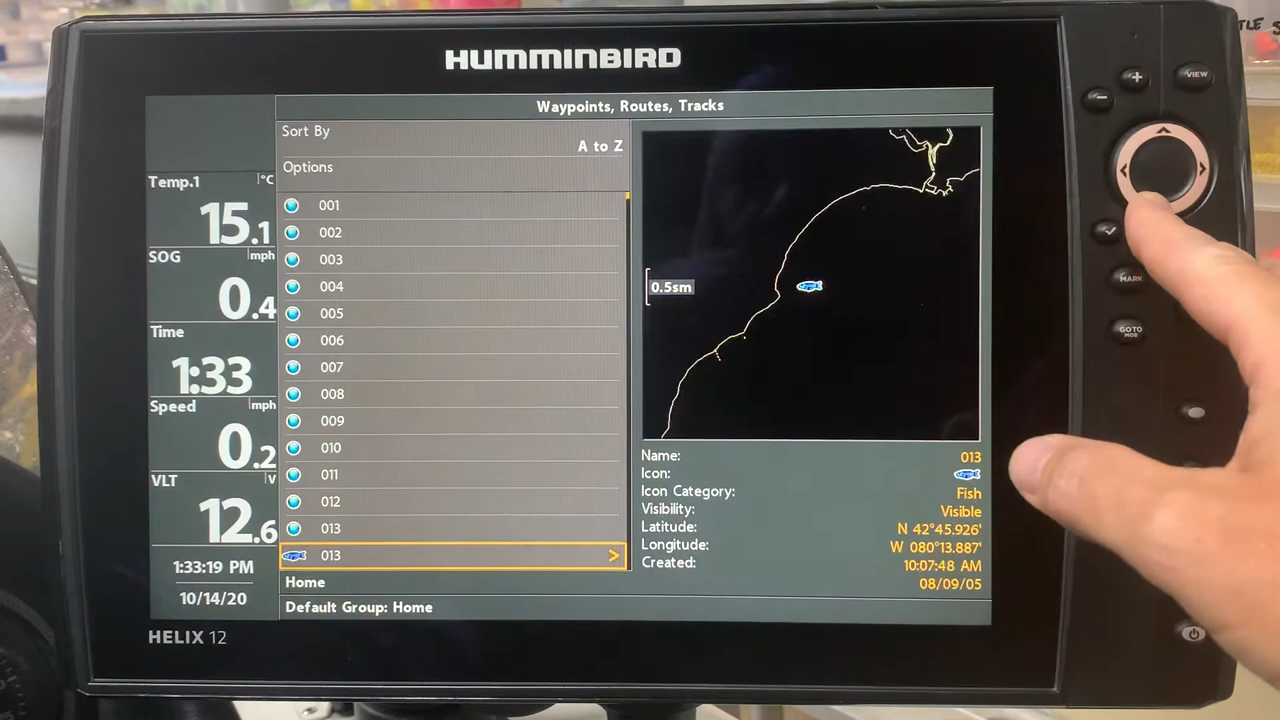 HUMMINBIRD
Waypoints, Routes, Tracks
Sort By
A to Z
Options
001
002
003
004
005
006
007
008
009
010
011
012
013
013 >
Home
Default Group: Home
Temp.1 °C
15.1
SOG mph
0.4
Time
1:33
Speed mph
0.2
VLT V
12.6
1:33:19 PM
10/14/20
0.5sm
Name: 013
Icon:
Icon Category: Fish
Visibility: Visible
Latitude: N 42°45.926'
Longitude: W 080°13.887'
Created: 10:07:48 AM
08/09/05
HELIX 12
+
-
VIEW
MARK
GO TO
MOB